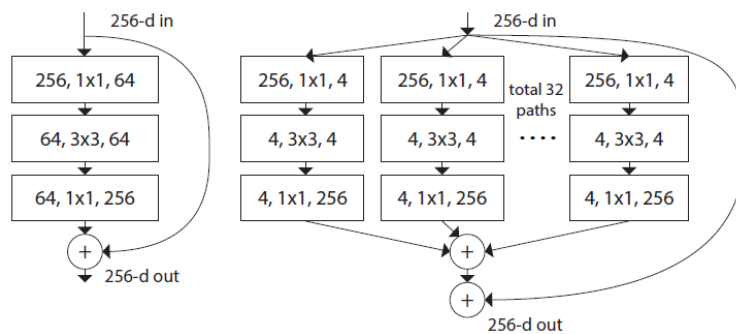 256-d in
256, 1x1, 64
64, 3x3, 64
64, 1x1, 256
+
256-d out
256-d in
256, 1x1, 4
256, 1x1, 4
total 32
paths
....
256, 1x1, 4
4, 3x3, 4
4, 3x3, 4
4, 3x3, 4
4, 1x1, 256
4, 1x1, 256
4, 1x1, 256
+
+
256-d out